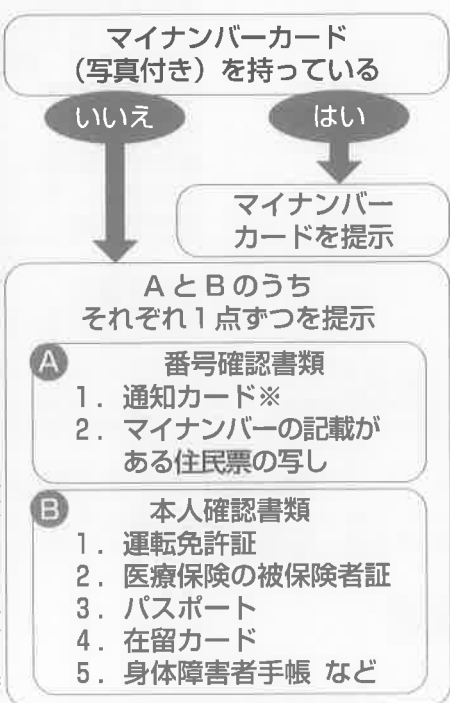 マイナンバーカード
（写真付き）を持っている
いいえ
はい
マイナンバー
カードを提示
AとBのうち
それぞれ1点ずつを提示
A 番号確認書類
1．通知カード※
2．マイナンバーの記載が
ある住民票の写し
B 本人確認書類
1．運転免許証
2．医療保険の被保険者証
3．パスポート
4．在留カード
5．身体障害者手帳 など